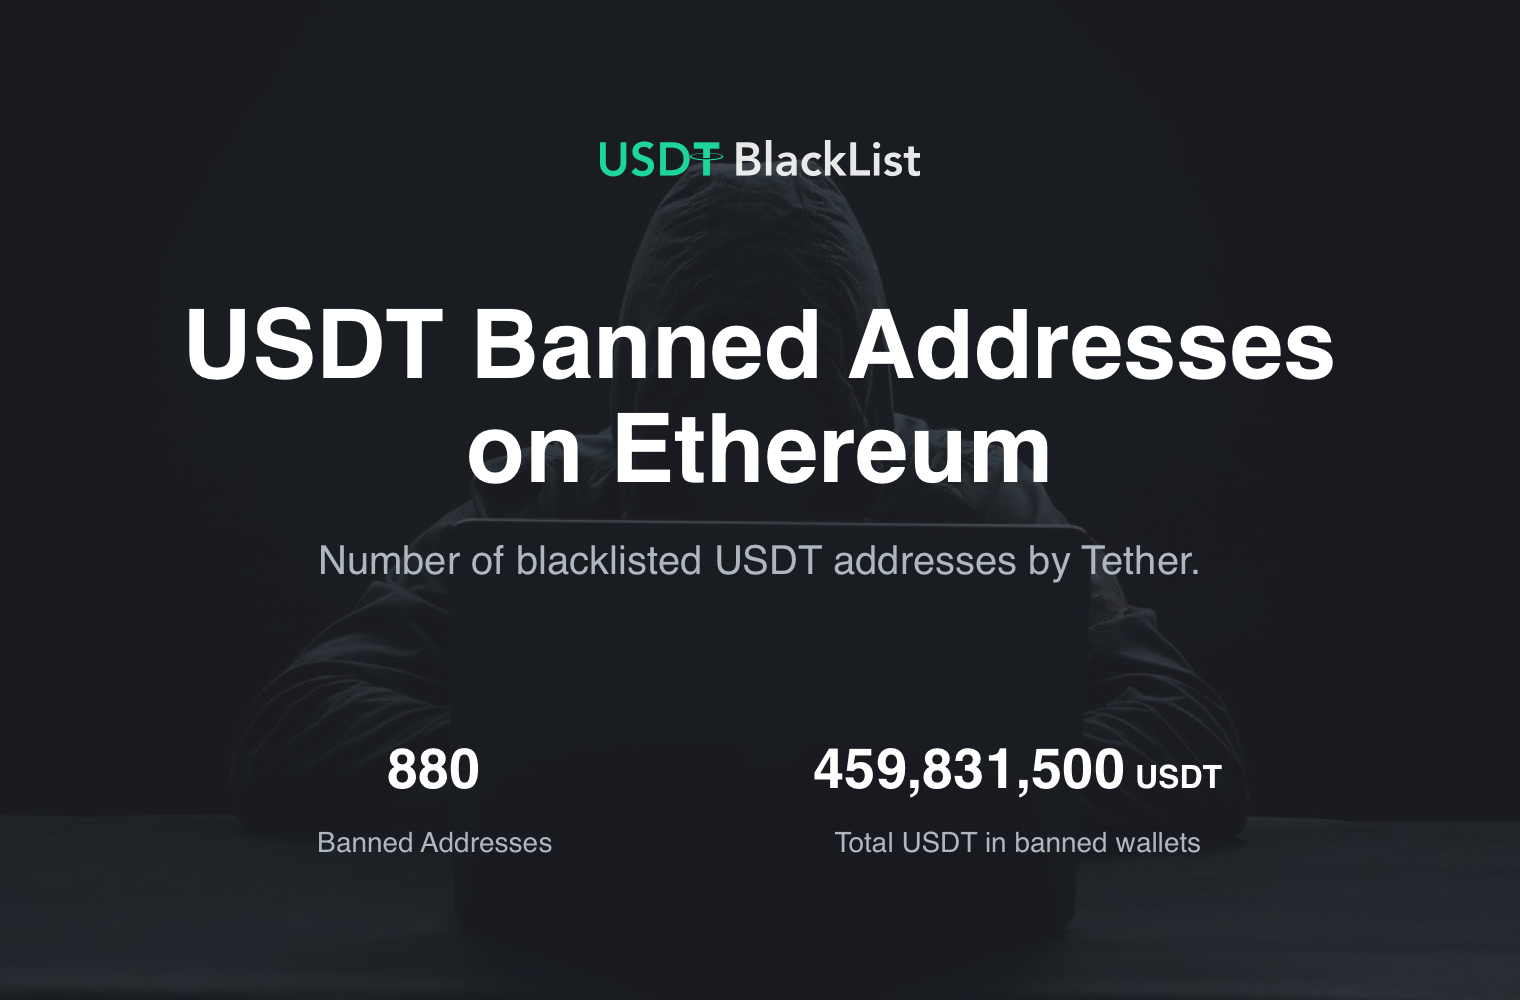 USDT BlackList
USDT Banned Addresses
on Ethereum
Number of blacklisted USDT addresses by Tether.
880
459,831,500 USDT
Banned Addresses
Total USDT in banned wallets